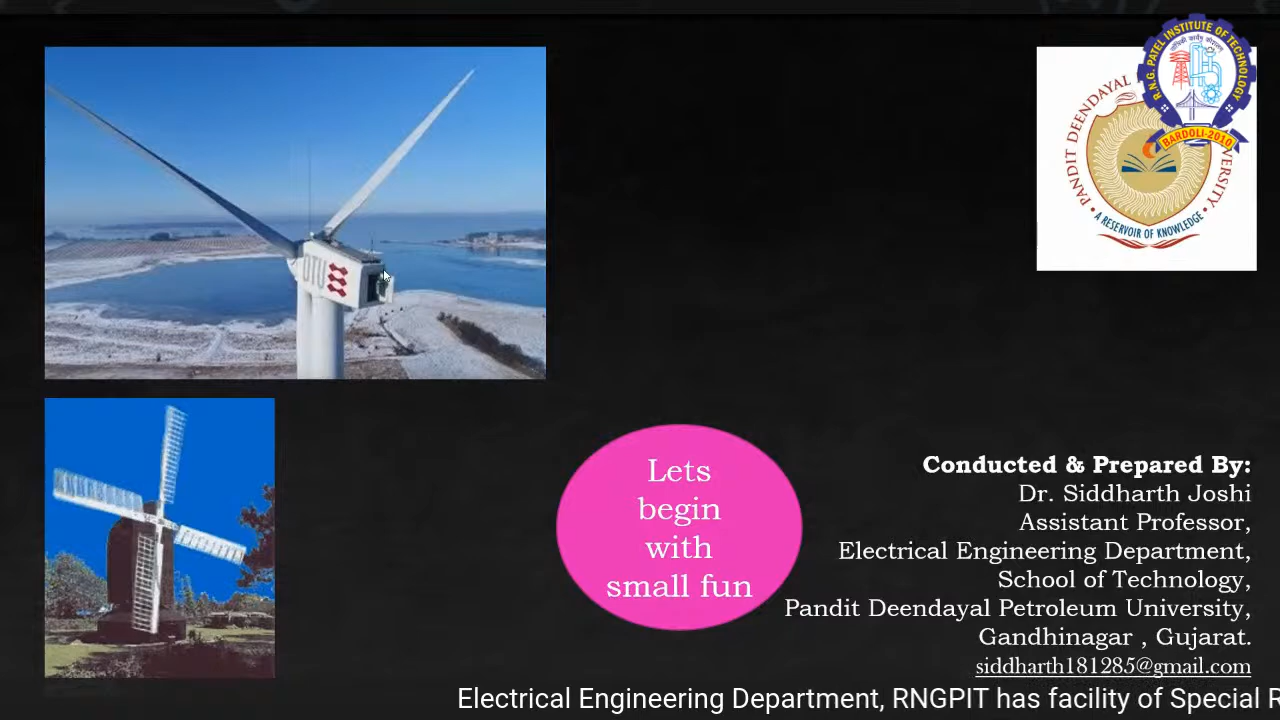 DTU
R.N.G. PATEL INSTITUTE OF TECHNOLOGY
BARDOLI-2010
PANDIT DEENDAYAL
VERSITY
• A RESERVOIR OF KNOWLEDGE •
Lets
begin
with
small fun
Conducted & Prepared By:
Dr. Siddharth Joshi
Assistant Professor,
Electrical Engineering Department,
School of Technology,
Pandit Deendayal Petroleum University,
Gandhinagar , Gujarat.
siddharth181285@gmail.com
Electrical Engineering Department, RNGPIT has facility of Special